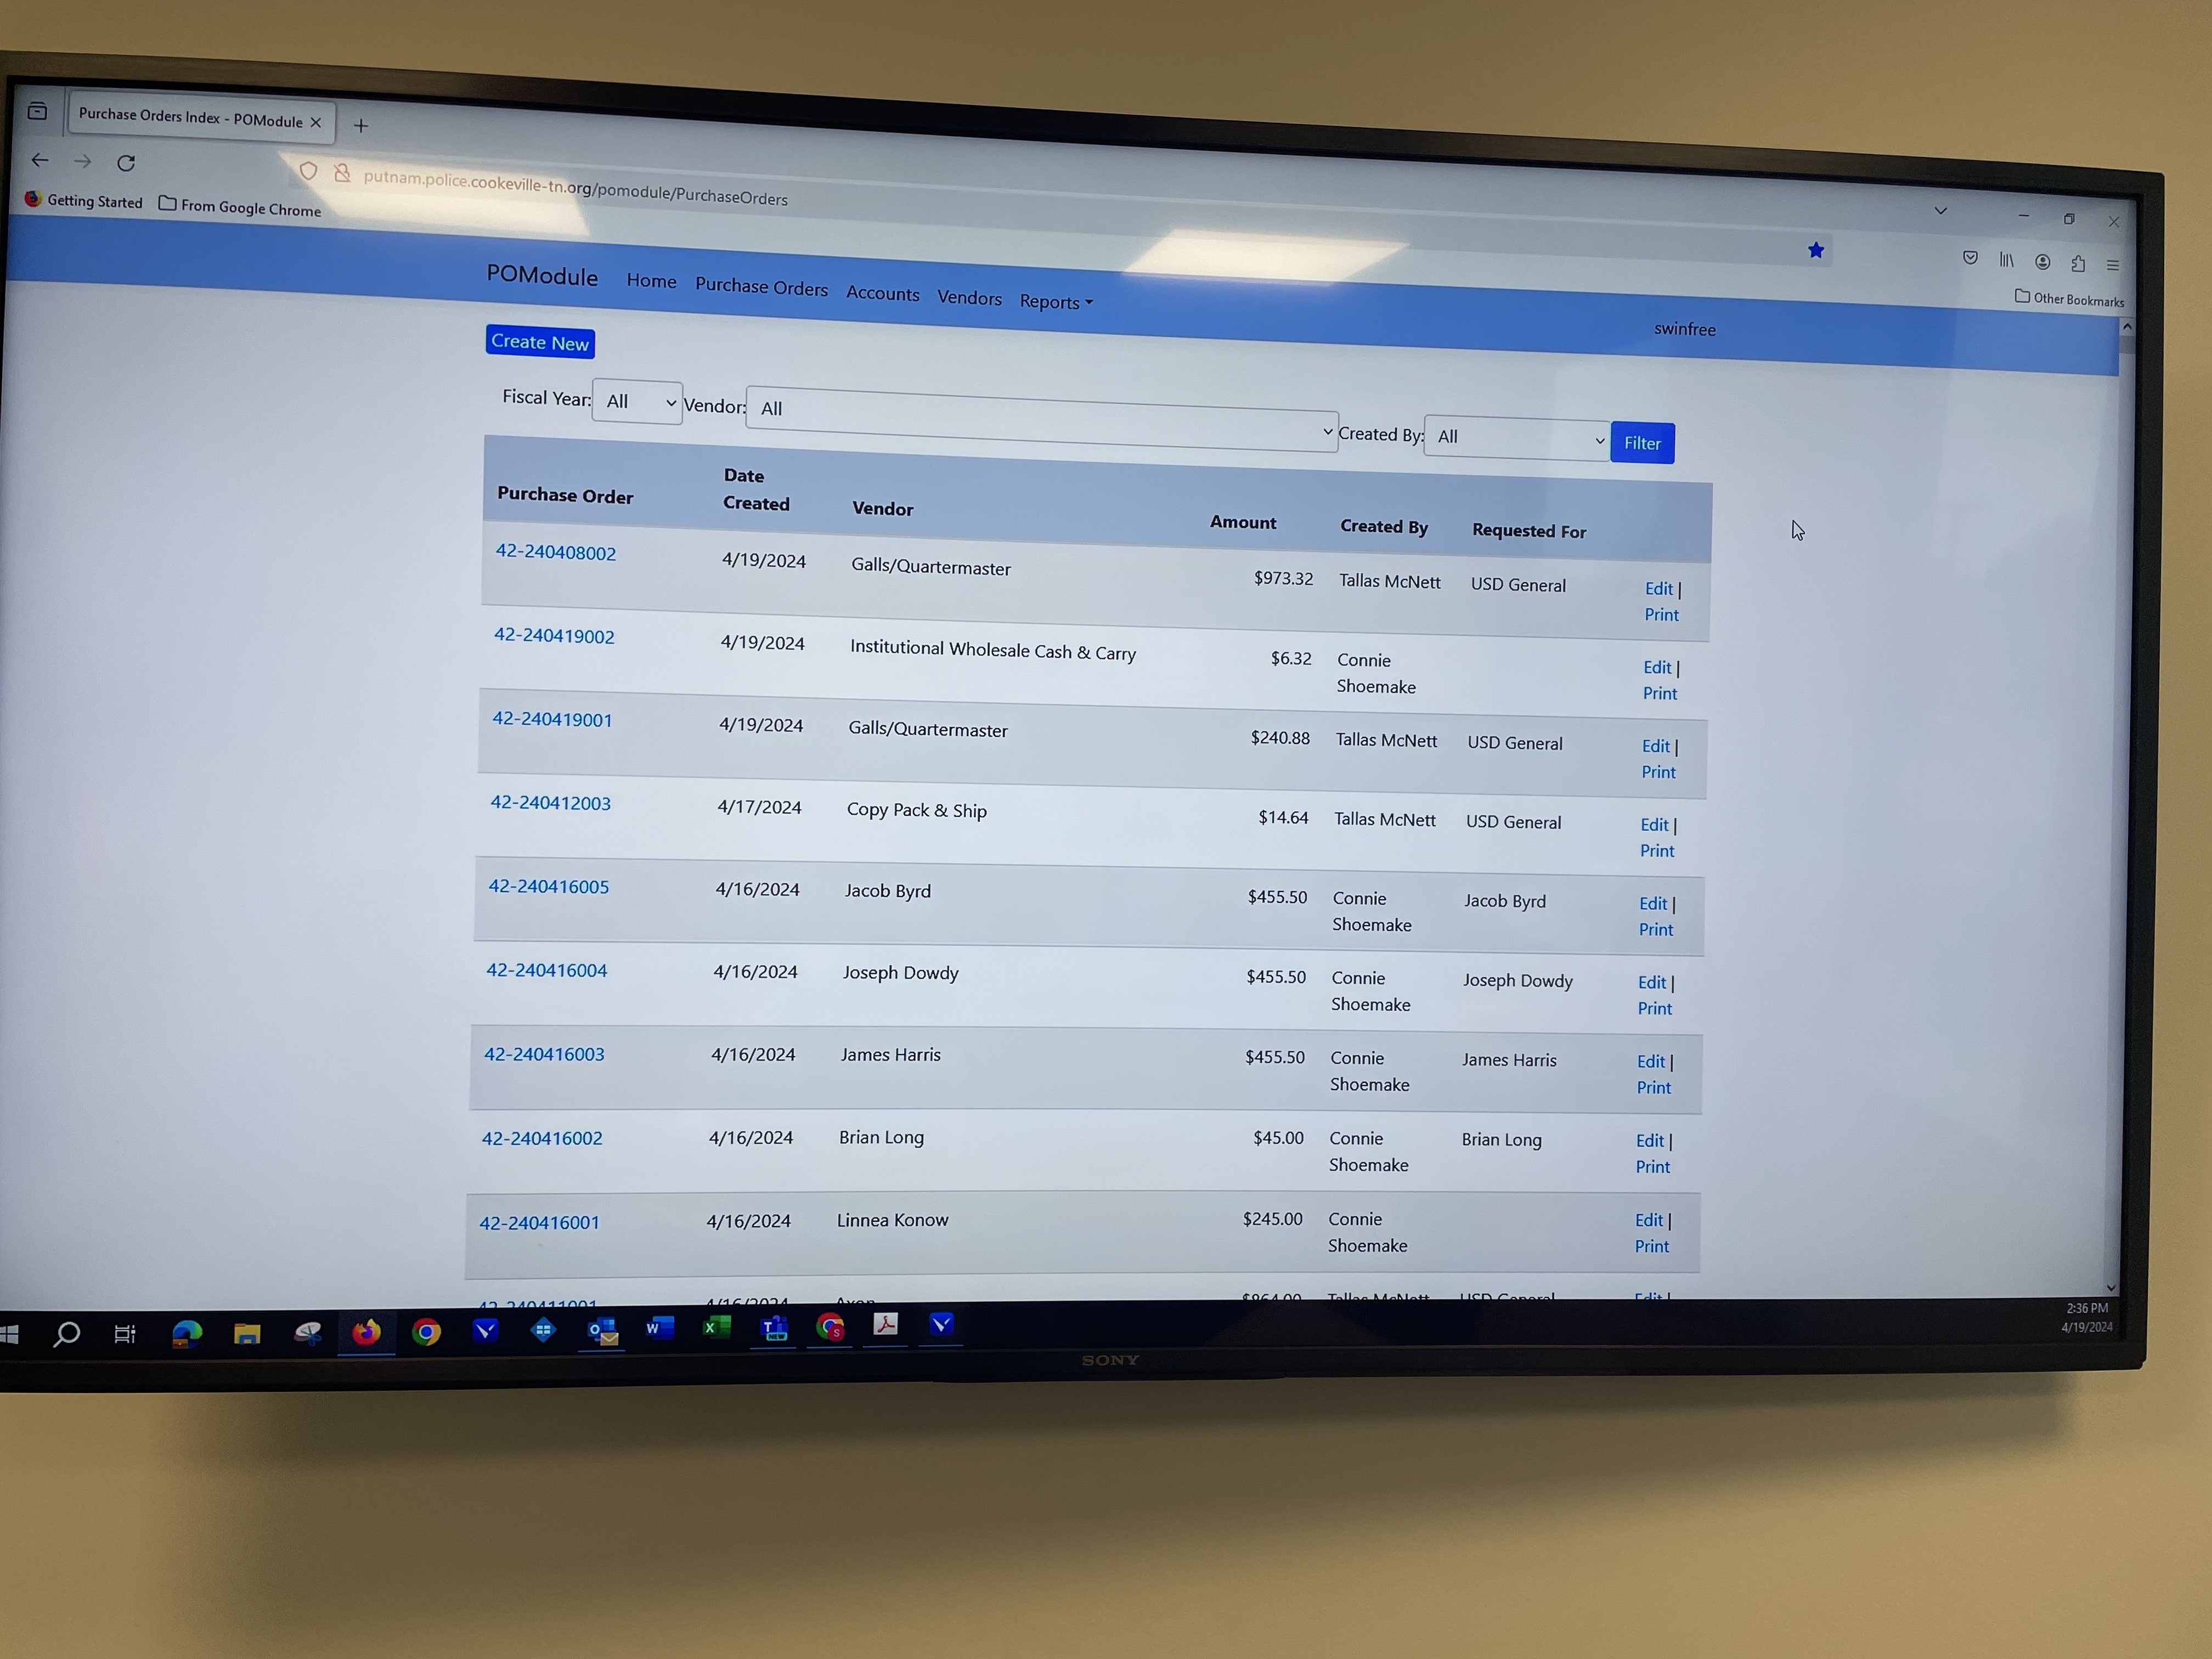 Purchase Orders Index - POModule
putnam.police.cookeville-tn.org/pomodule/PurchaseOrders
Getting Started From Google Chrome
Other Bookmarks
POModule Home Purchase Orders Accounts Vendors Reports
swinfree
Create New
Fiscal Year: All Vendor: All Created By: All Filter
Purchase Order Date Created Vendor Amount Created By Requested For
42-240408002 4/19/2024 Galls/Quartermaster $973.32 Tallas McNett USD General Edit | Print
42-240419002 4/19/2024 Institutional Wholesale Cash & Carry $6.32 Connie Shoemake Edit | Print
42-240419001 4/19/2024 Galls/Quartermaster $240.88 Tallas McNett USD General Edit | Print
42-240412003 4/17/2024 Copy Pack & Ship $14.64 Tallas McNett USD General Edit | Print
42-240416005 4/16/2024 Jacob Byrd $455.50 Connie Shoemake Jacob Byrd Edit | Print
42-240416004 4/16/2024 Joseph Dowdy $455.50 Connie Shoemake Joseph Dowdy Edit | Print
42-240416003 4/16/2024 James Harris $455.50 Connie Shoemake James Harris Edit | Print
42-240416002 4/16/2024 Brian Long $45.00 Connie Shoemake Brian Long Edit | Print
42-240416001 4/16/2024 Linnea Konow $245.00 Connie Shoemake Edit | Print
42-240411001 4/16/2024 Axon $964.00 Tallas McNett USD General Edit |
2:36 PM
4/19/2024
SONY